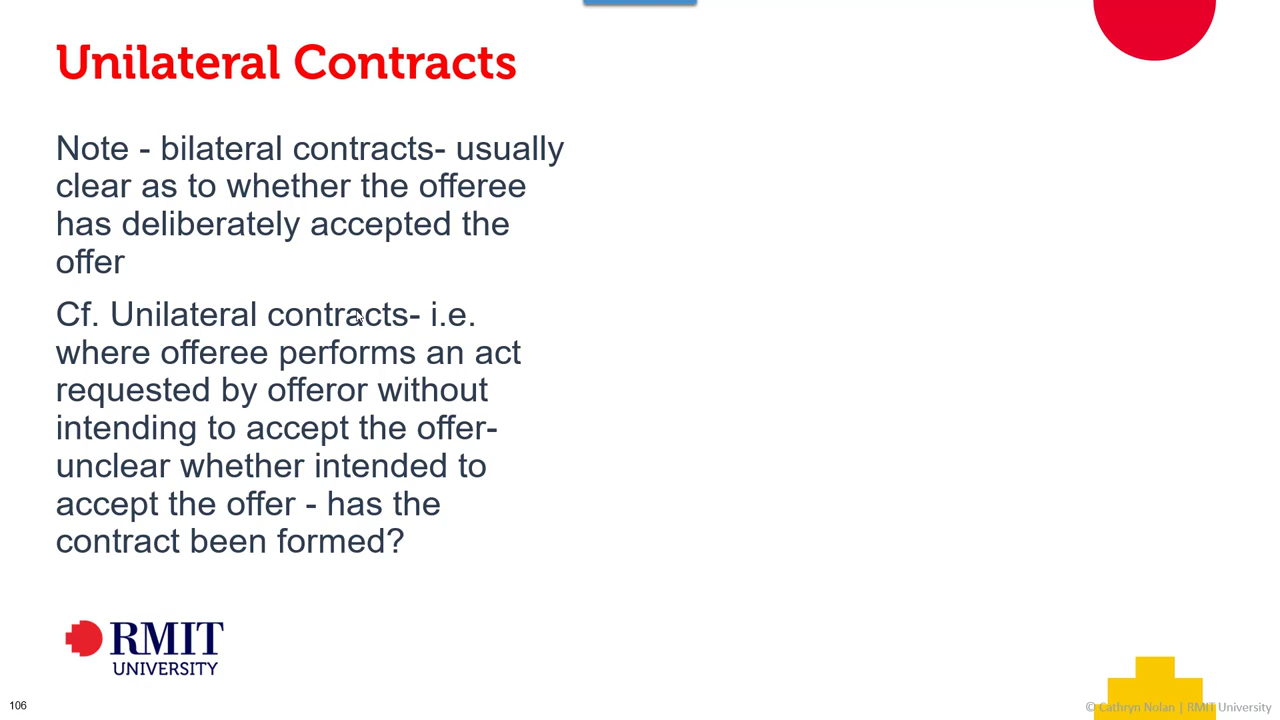 Unilateral Contracts
Note - bilateral contracts- usually
clear as to whether the offeree
has deliberately accepted the
offer
Cf. Unilateral contracts- i.e.
where offeree performs an act
requested by offeror without
intending to accept the offer-
unclear whether intended to
accept the offer - has the
contract been formed?
RMIT
UNIVERSITY
106
© Cathryn Nolan | RMIT University